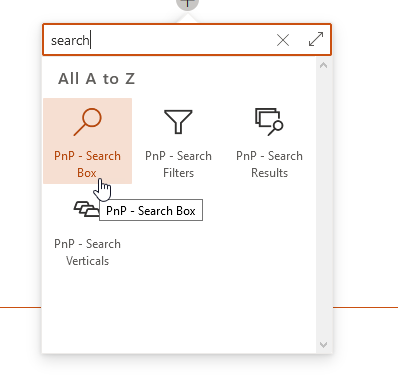 search
All A to Z
PnP - Search
Box
PnP - Search
Filters
PnP - Search
Results
PnP - Search Box
PnP - Search
Verticals